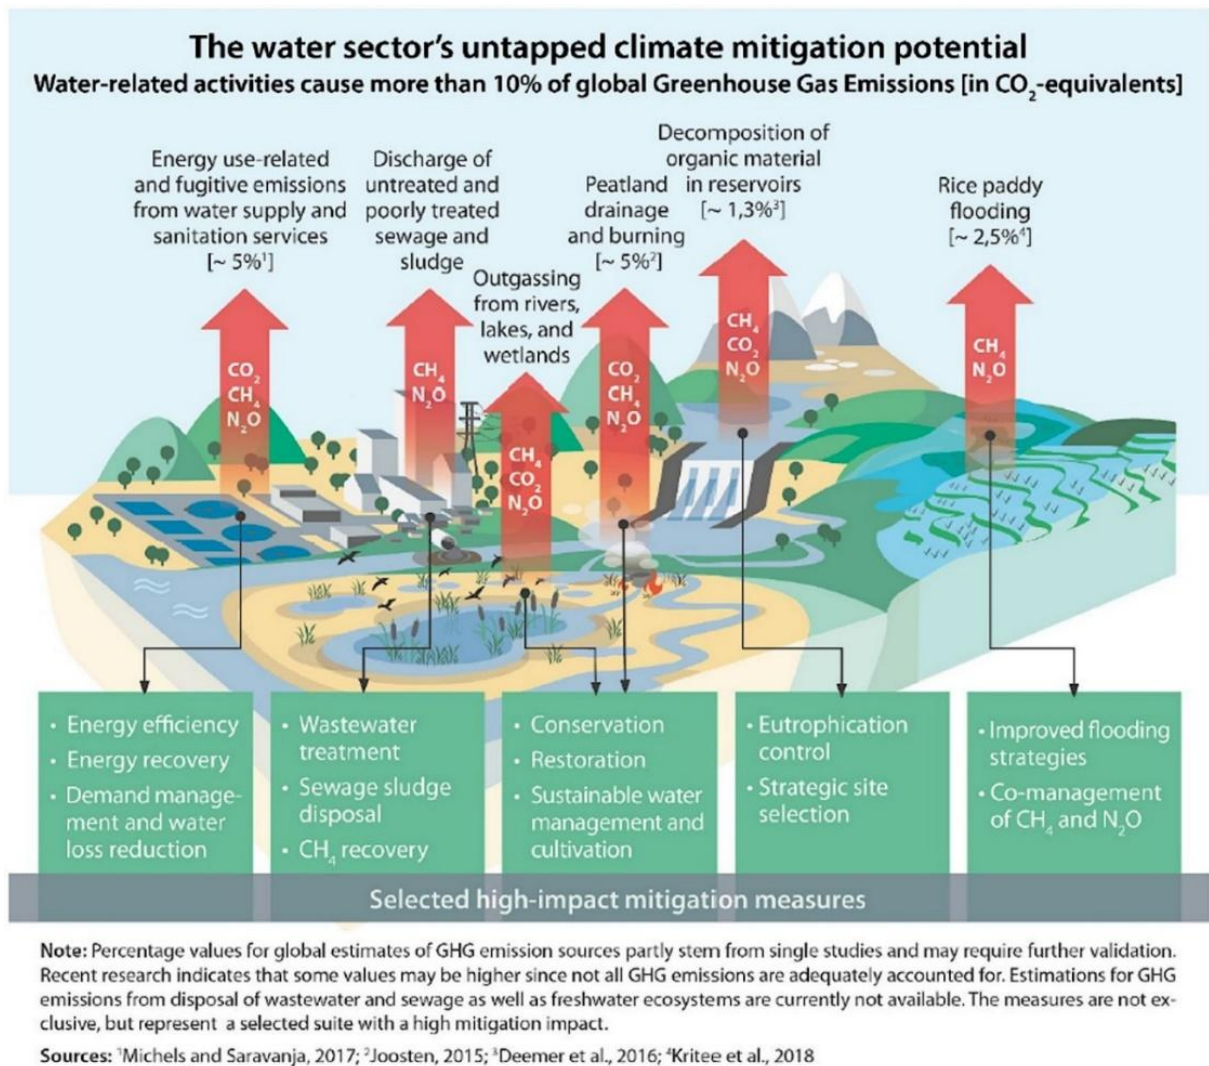 The water sector's untapped climate mitigation potential
Water-related activities cause more than 10% of global Greenhouse Gas Emissions [in CO₂-equivalents]
Energy use-related
and fugitive emissions
from water supply and
sanitation services
[~ 5%¹]
Discharge of
untreated and
poorly treated
sewage and
sludge
Outgassing
from rivers,
lakes, and
wetlands
Peatland
drainage
and burning
[~ 5%²]
Decomposition of
organic material
in reservoirs
[~ 1,3%³]
Rice paddy
flooding
[~ 2,5%⁴]
CO₂
CH₄
N₂O
CH₄
N₂O
CH₄
CO₂
N₂O
CO₂
CH₄
N₂O
CH₄
CO₂
N₂O
CH₄
N₂O
• Energy efficiency
• Energy recovery
• Demand manage-
ment and water
loss reduction
• Wastewater
treatment
• Sewage sludge
disposal
• CH₄ recovery
• Conservation
• Restoration
• Sustainable water
management and
cultivation
• Eutrophication
control
• Strategic site
selection
• Improved flooding
strategies
• Co-management
of CH₄ and N₂O
Selected high-impact mitigation measures
Note: Percentage values for global estimates of GHG emission sources partly stem from single studies and may require further validation.
Recent research indicates that some values may be higher since not all GHG emissions are adequately accounted for. Estimations for GHG
emissions from disposal of wastewater and sewage as well as freshwater ecosystems are currently not available. The measures are not ex-
clusive, but represent a selected suite with a high mitigation impact.
Sources: ¹Michels and Saravanja, 2017; ²Joosten, 2015; ³Deemer et al., 2016; ⁴Kritee et al., 2018